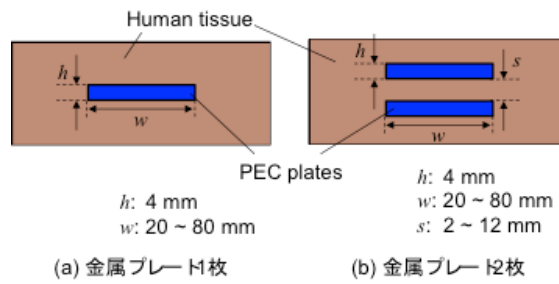 Human tissue
h
w
h
s
w
PEC plates
h: 4 mm
w: 20 ~ 80 mm
h: 4 mm
w: 20 ~ 80 mm
s: 2 ~ 12 mm
(a) 金属プレート1枚
(b) 金属プレート2枚